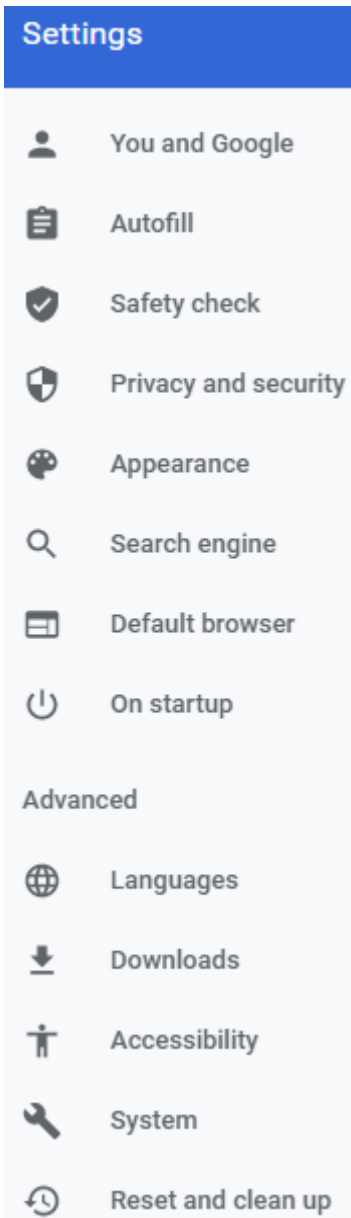 Settings
You and Google
Autofill
Safety check
Privacy and security
Appearance
Search engine
Default browser
On startup
Advanced
Languages
Downloads
Accessibility
System
Reset and clean up